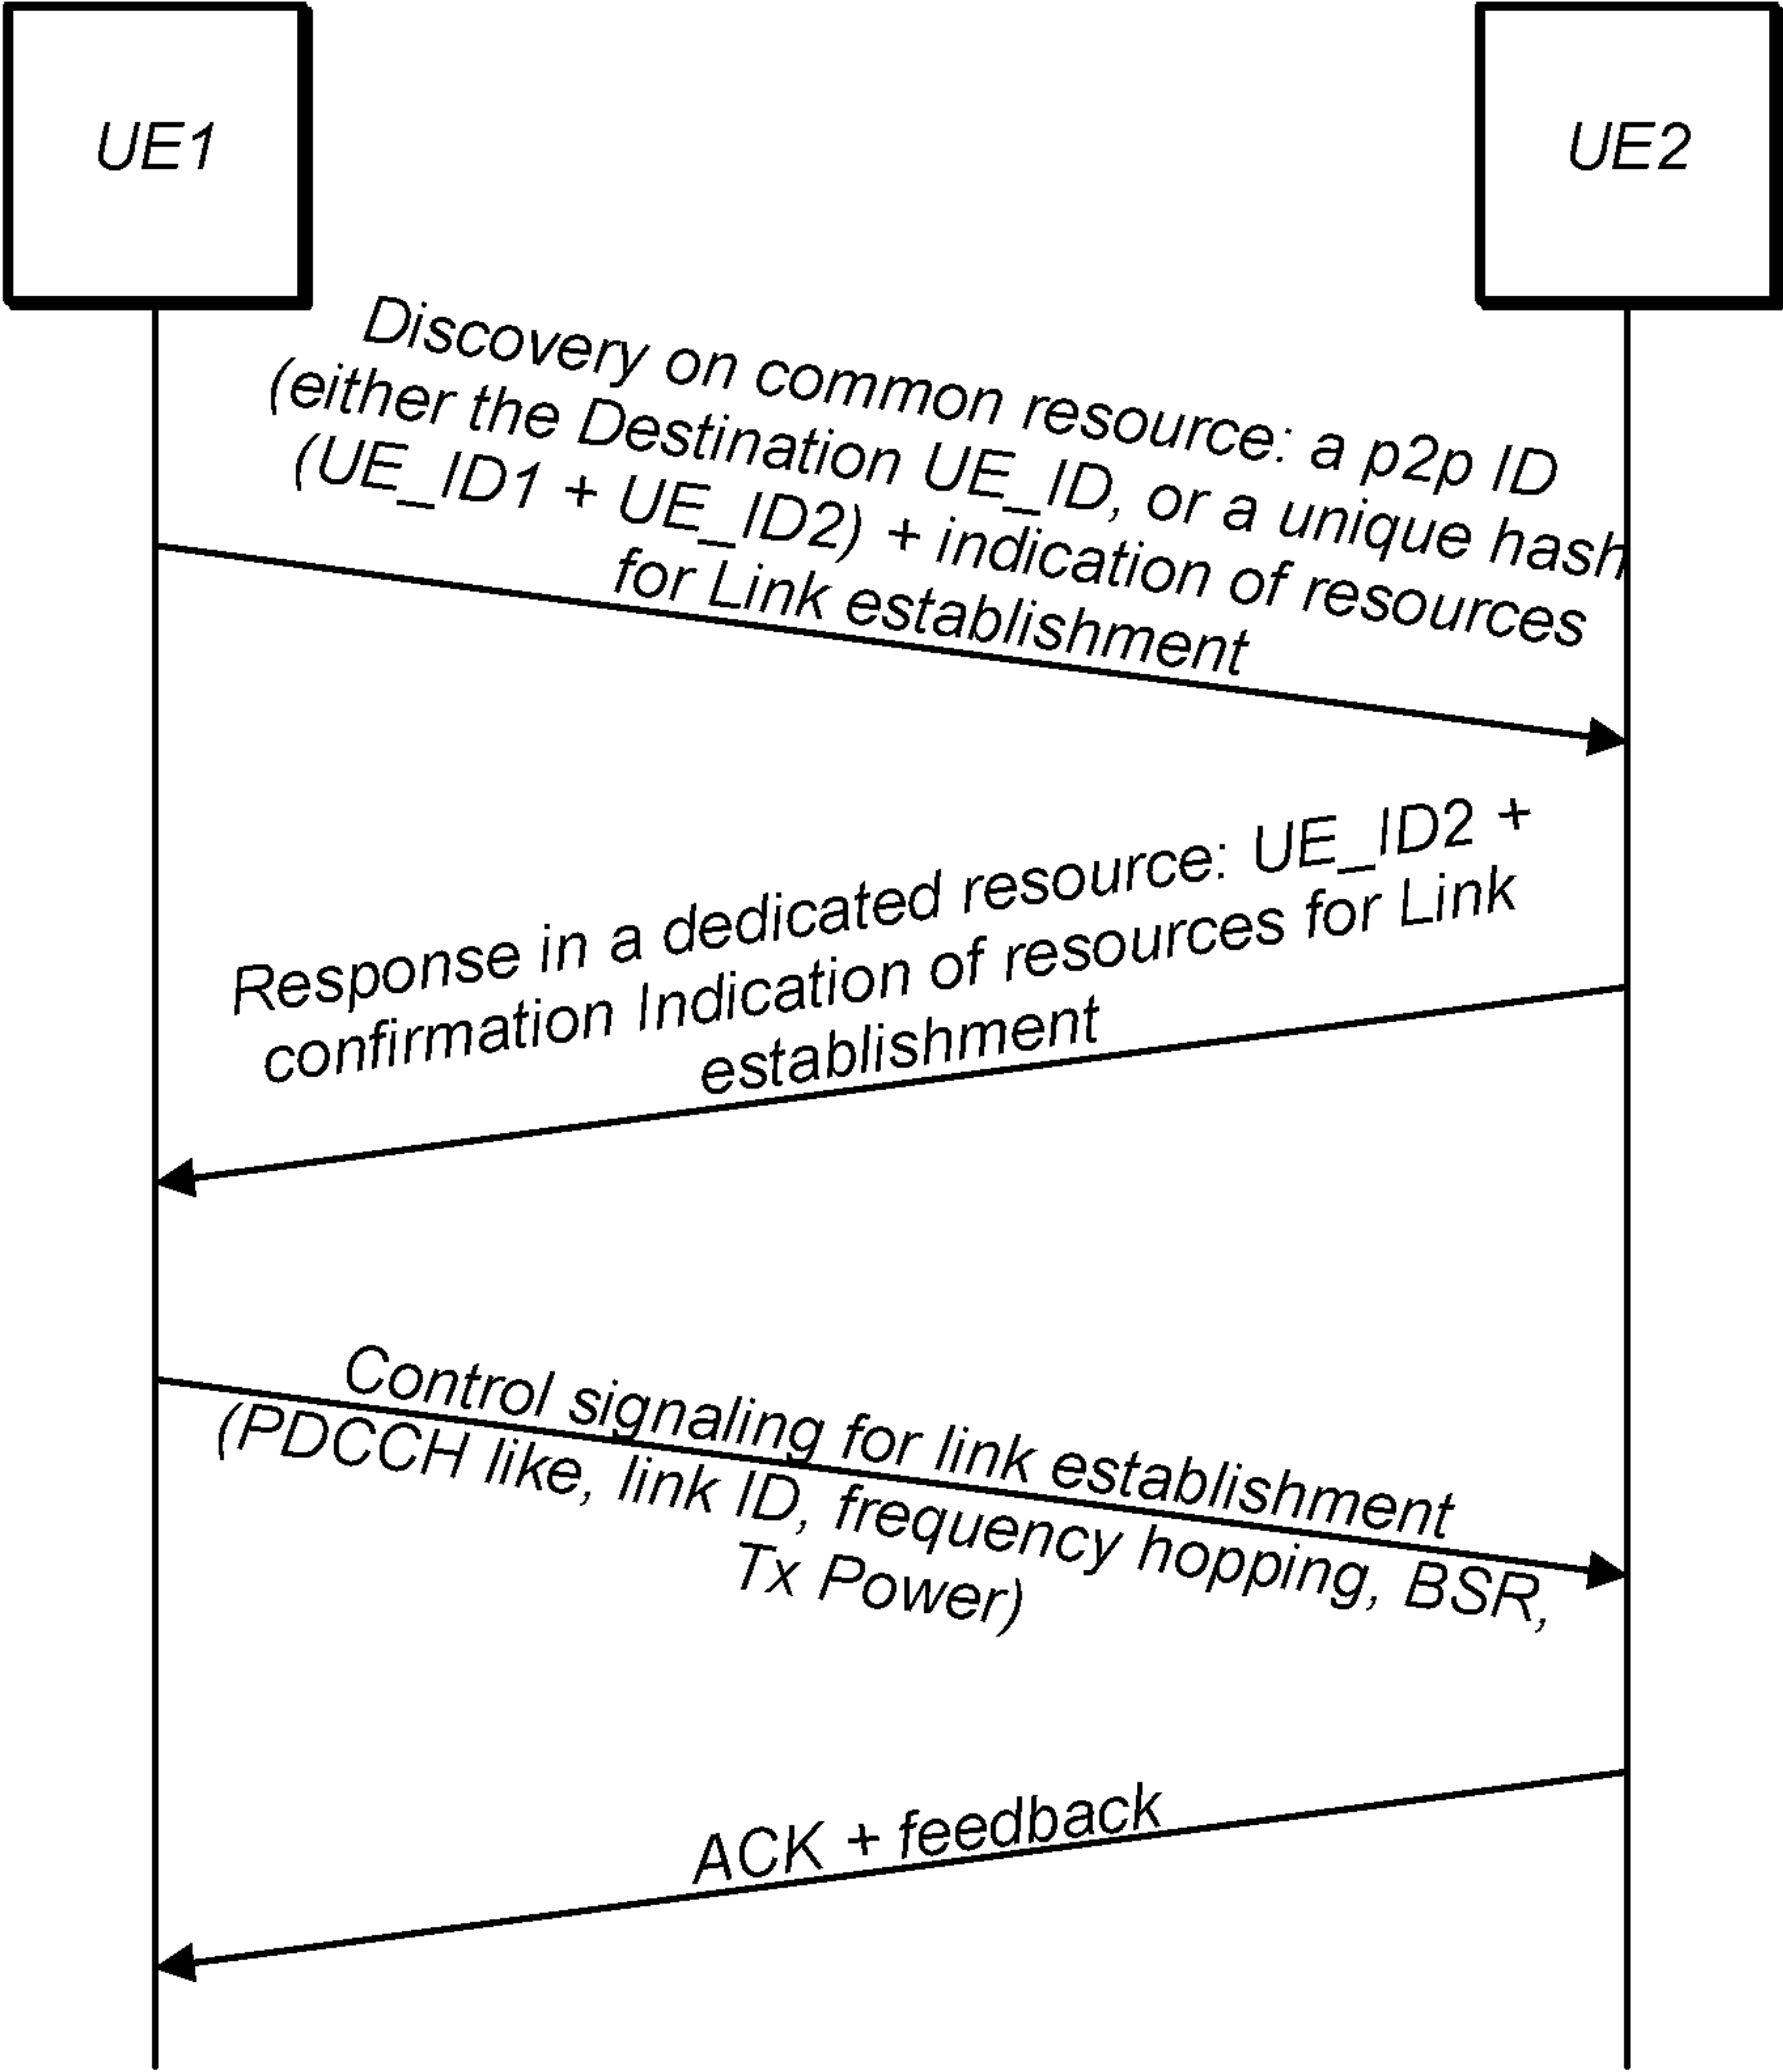 UE1
UE2
Discovery on common resource: a p2p ID
(either the Destination UE_ID, or a unique hash
(UE_ID1 + UE_ID2) + indication of resources
for Link establishment
Response in a dedicated resource: UE_ID2 +
confirmation Indication of resources for Link
establishment
Control signaling for link establishment
(PDCCH like, link ID, frequency hopping, BSR,
Tx Power)
ACK + feedback